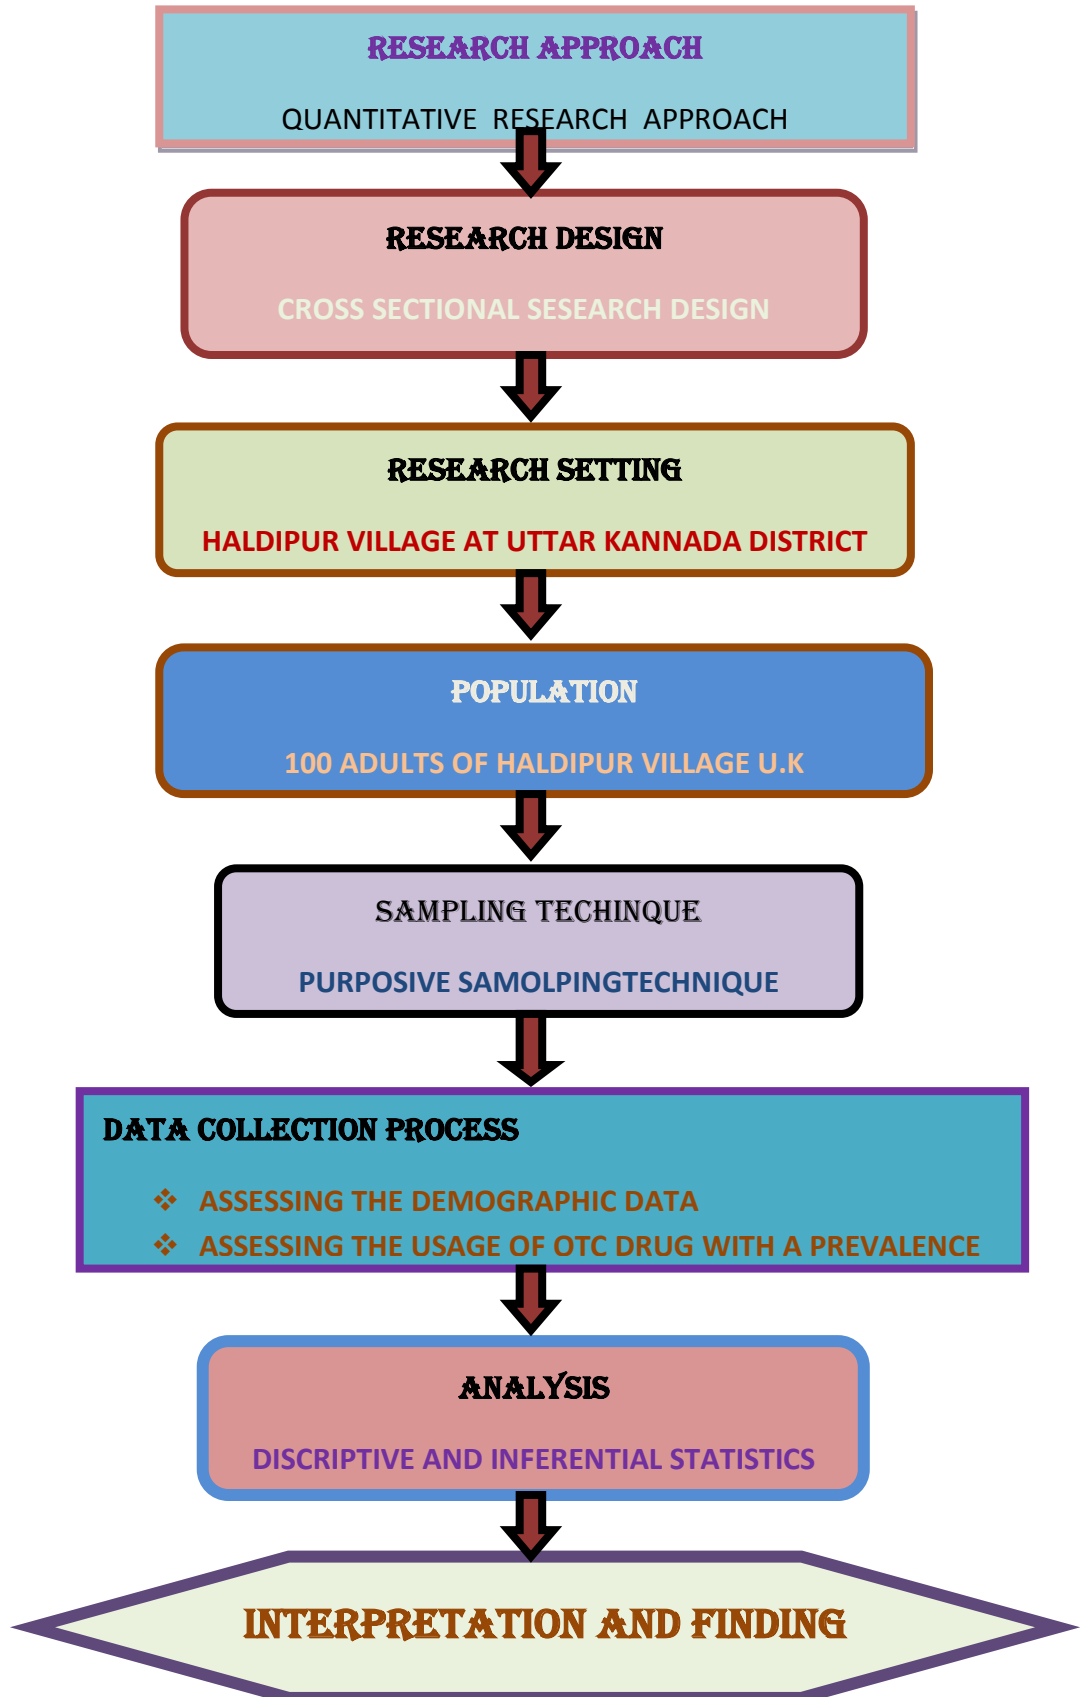 RESEARCH APPROACH
QUANTITATIVE RESEARCH APPROACH
RESEARCH DESIGN
CROSS SECTIONAL SESEARCH DESIGN
RESEARCH SETTING
HALDIPUR VILLAGE AT UTTAR KANNADA DISTRICT
POPULATION
100 ADULTS OF HALDIPUR VILLAGE U.K
SAMPLING TECHINQUE
PURPOSIVE SAMOLPINGTECHNIQUE
DATA COLLECTION PROCESS
❖ ASSESSING THE DEMOGRAPHIC DATA
❖ ASSESSING THE USAGE OF OTC DRUG WITH A PREVALENCE
ANALYSIS
DISCRIPTIVE AND INFERENTIAL STATISTICS
INTERPRETATION AND FINDING